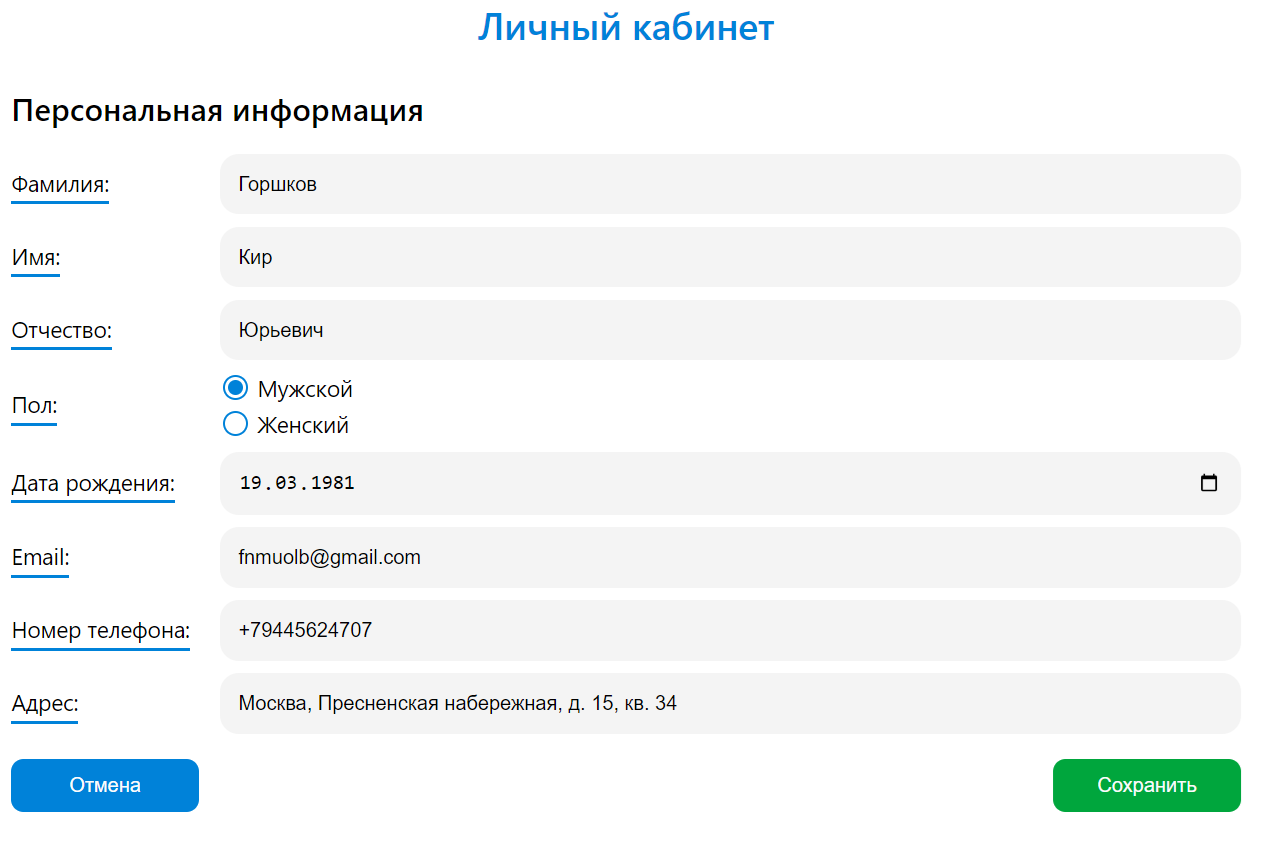 Личный кабинет
Персональная информация
Фамилия: Горшков
Имя: Кир
Отчество: Юрьевич
Пол: Мужской
Женский
Дата рождения: 19.03.1981
Email: fnmuolb@gmail.com
Номер телефона: +79445624707
Адрес: Москва, Пресненская набережная, д. 15, кв. 34
Отмена Сохранить